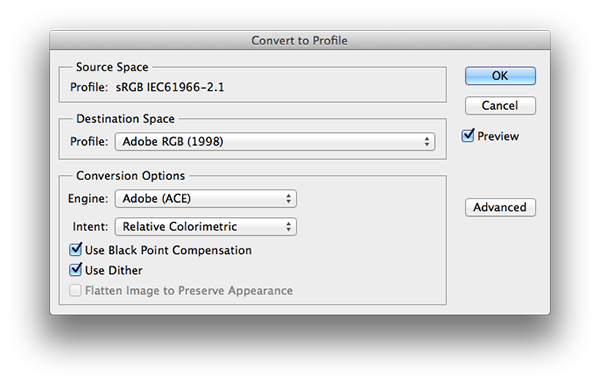 Convert to Profile
Source Space
Profile: sRGB IEC61966-2.1
OK
Cancel
Destination Space
Profile: Adobe RGB (1998)
Preview
Conversion Options
Engine: Adobe (ACE)
Advanced
Intent: Relative Colorimetric
Use Black Point Compensation
Use Dither
Flatten Image to Preserve Appearance